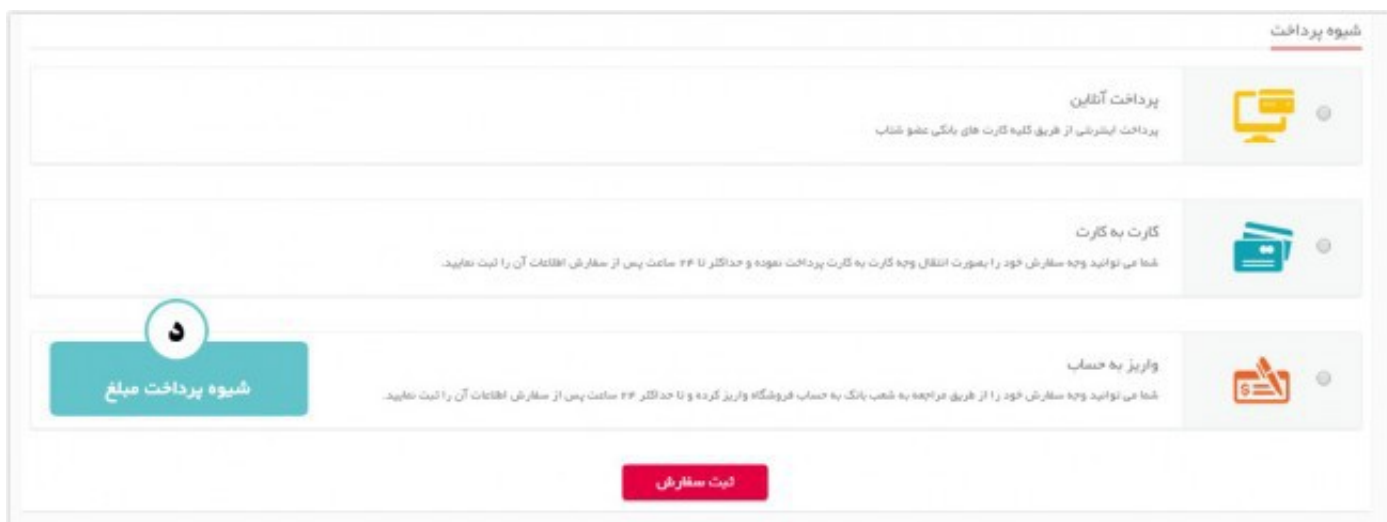 شیوه پرداخت
پرداخت آنلاین
پرداخت اینترنتی از طریق کلیه کارت های بانکی عضو شتاب
کارت به کارت
شما می توانید وجه سفارش خود را بصورت انتقال وجه کارت به کارت پرداخت نموده و حداکثر تا ۲۴ ساعت پس از سفارش اطلاعات آن را ثبت نمایید.
واریز به حساب
شما می توانید وجه سفارش خود را از طریق مراجعه به شعب بانک به حساب فروشگاه واریز کرده و تا حداکثر ۲۴ ساعت پس از سفارش اطلاعات آن را ثبت نمایید.
د
شیوه پرداخت مبلغ
ثبت سفارش